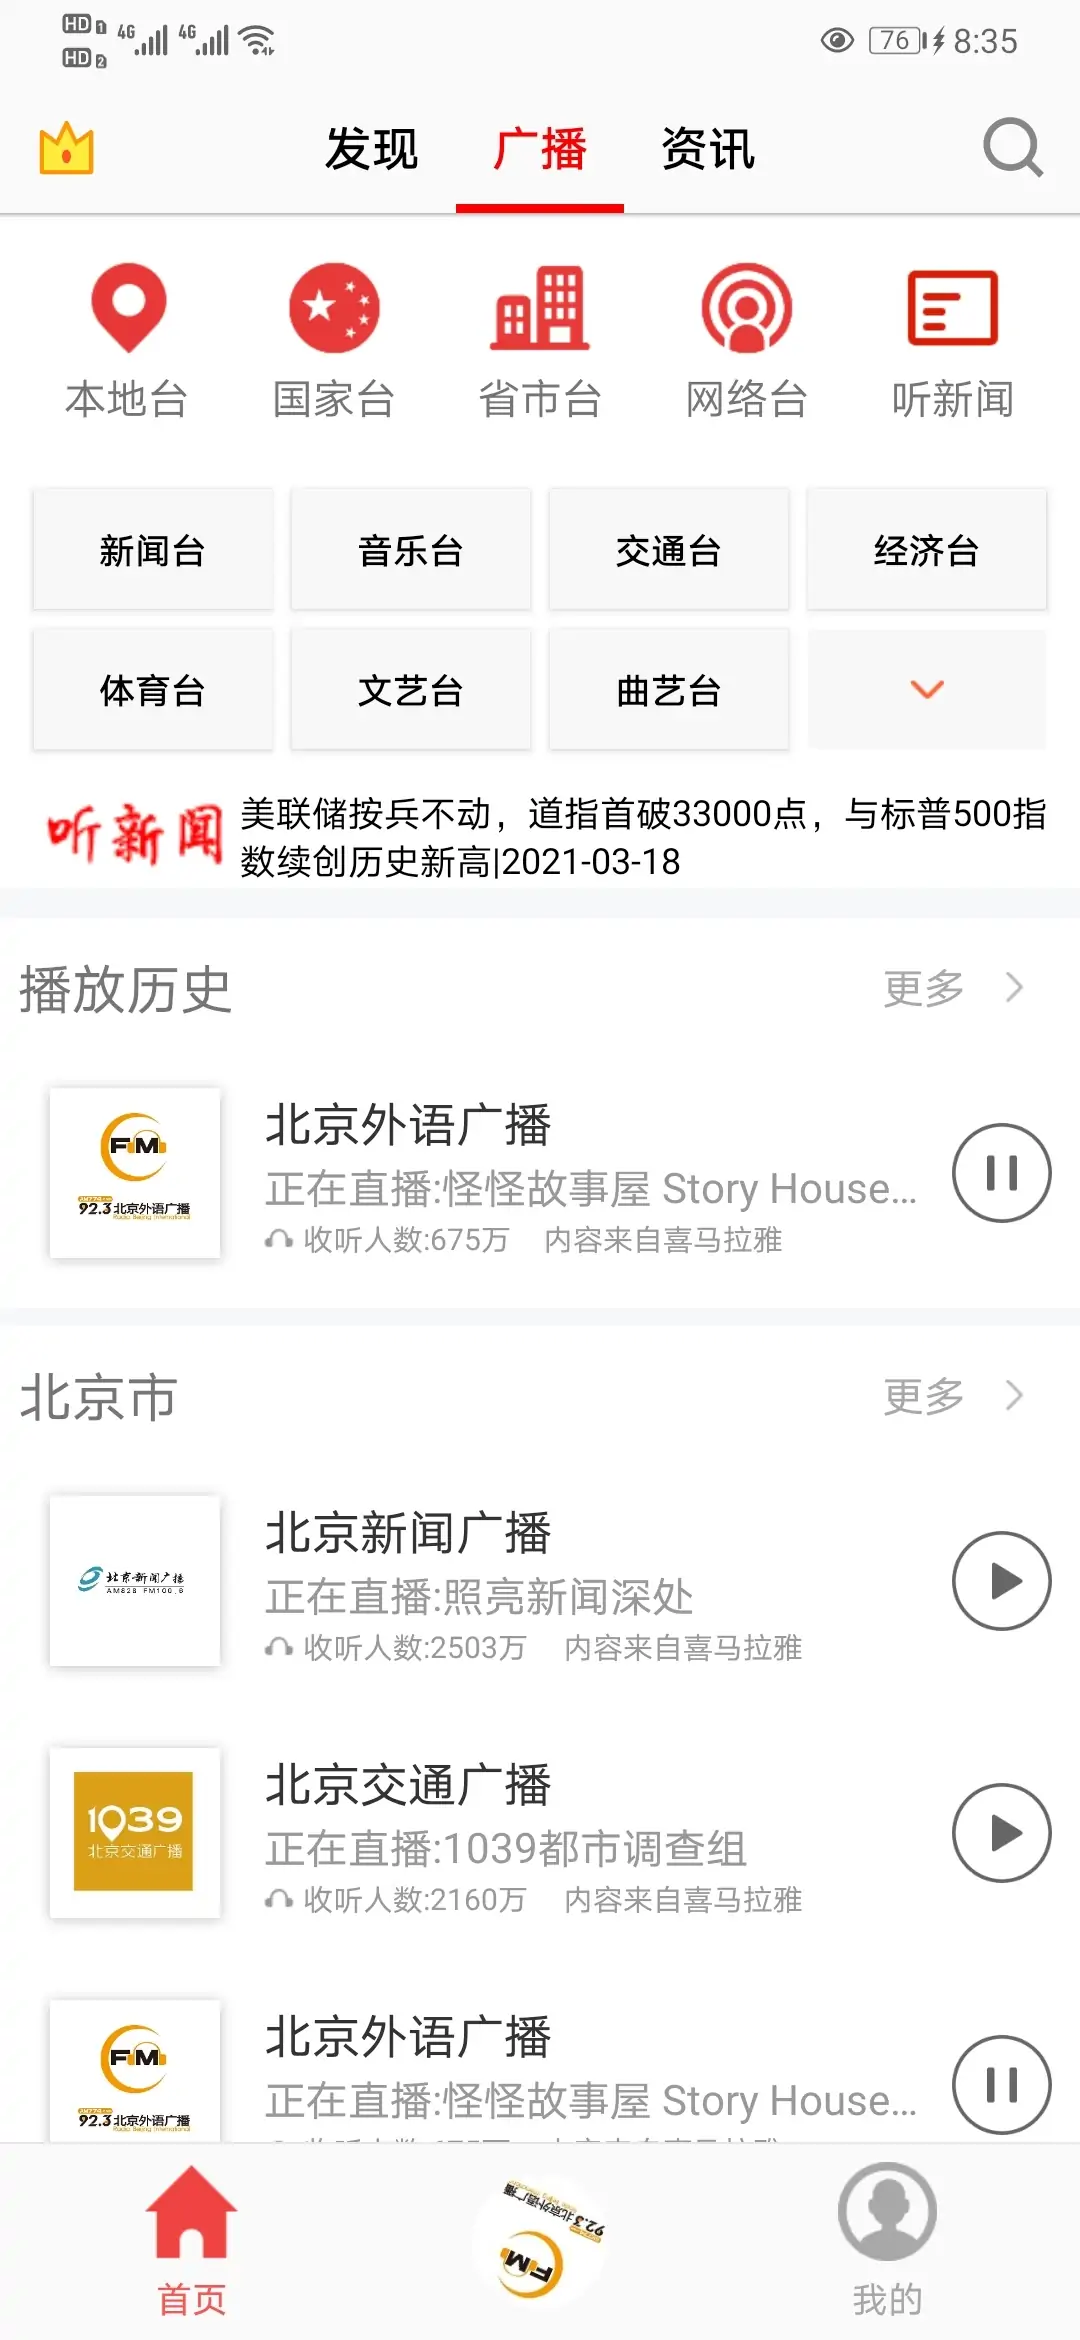 HD 1 4G 4G 76 8:35
HD 2
发现 广播 资讯
本地台 国家台 省市台 网络台 听新闻
新闻台 音乐台 交通台 经济台
体育台 文艺台 曲艺台
听新闻 美联储按兵不动，道指首破33000点，与标普500指
数续创历史新高|2021-03-18
播放历史 更多
北京外语广播
正在直播:怪怪故事屋 Story House...
收听人数:675万 内容来自喜马拉雅
FM
92.3北京外语广播
Radio Beijing International
北京市 更多
北京新闻广播
正在直播:照亮新闻深处
收听人数:2503万 内容来自喜马拉雅
北京新闻广播
AM828 FM100.6
北京交通广播
正在直播:1039都市调查组
收听人数:2160万 内容来自喜马拉雅
1039
北京交通广播
北京外语广播
正在直播:怪怪故事屋 Story House...
FM
92.3北京外语广播
Radio Beijing International
92.3北京外语广播
FM
首页 我的